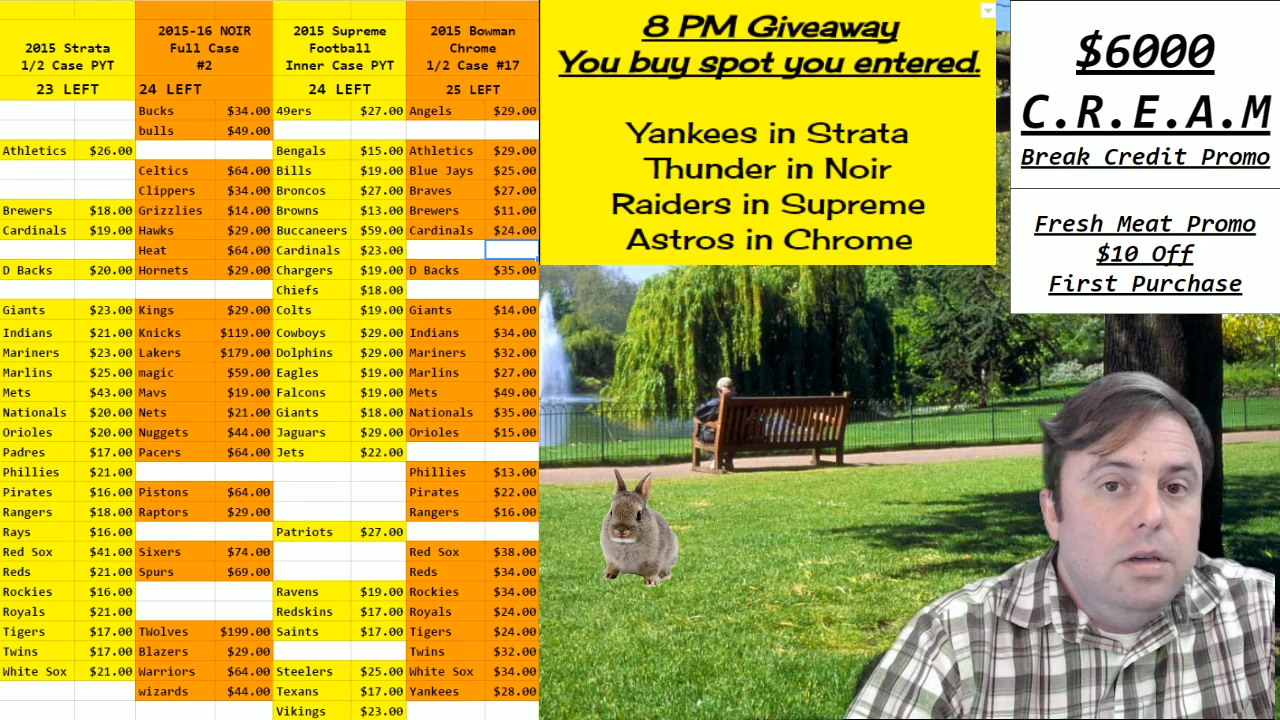 2015 Strata
1/2 Case PYT
23 LEFT
Athletics $26.00
Brewers $18.00
Cardinals $19.00
D Backs $20.00
Giants $23.00
Indians $21.00
Mariners $23.00
Marlins $25.00
Mets $43.00
Nationals $20.00
Orioles $20.00
Padres $17.00
Phillies $21.00
Pirates $16.00
Rangers $18.00
Rays $16.00
Red Sox $41.00
Reds $21.00
Rockies $16.00
Royals $21.00
Tigers $17.00
Twins $17.00
White Sox $21.00
2015-16 NOIR
Full Case
#2
24 LEFT
Bucks $34.00
bulls $49.00
Celtics $64.00
Clippers $34.00
Grizzlies $14.00
Hawks $29.00
Heat $64.00
Hornets $29.00
Kings $29.00
Knicks $119.00
Lakers $179.00
magic $59.00
Mavs $19.00
Nets $21.00
Nuggets $44.00
Pacers $64.00
Pistons $64.00
Raptors $29.00
Sixers $74.00
Spurs $69.00
TWolves $199.00
Blazers $29.00
Warriors $64.00
wizards $44.00
2015 Supreme
Football
Inner Case PYT
24 LEFT
49ers $27.00
Bengals $15.00
Bills $19.00
Broncos $27.00
Browns $13.00
Buccaneers $59.00
Cardinals $23.00
Chargers $19.00
Chiefs $18.00
Colts $19.00
Cowboys $29.00
Dolphins $29.00
Eagles $19.00
Falcons $19.00
Giants $18.00
Jaguars $29.00
Jets $22.00
Patriots $27.00
Ravens $19.00
Redskins $17.00
Saints $17.00
Steelers $25.00
Texans $17.00
Vikings $23.00
2015 Bowman
Chrome
1/2 Case #17
25 LEFT
Angels $29.00
Athletics $29.00
Blue Jays $25.00
Braves $27.00
Brewers $11.00
Cardinals $24.00
D Backs $35.00
Giants $14.00
Indians $34.00
Mariners $32.00
Marlins $27.00
Mets $49.00
Nationals $35.00
Orioles $15.00
Phillies $13.00
Pirates $22.00
Rangers $16.00
Red Sox $38.00
Reds $34.00
Rockies $34.00
Royals $24.00
Tigers $24.00
Twins $32.00
White Sox $34.00
Yankees $28.00
8 PM Giveaway
You buy spot you entered.
Yankees in Strata
Thunder in Noir
Raiders in Supreme
Astros in Chrome
$6000
C.R.E.A.M
Break Credit Promo
Fresh Meat Promo
$10 Off
First Purchase